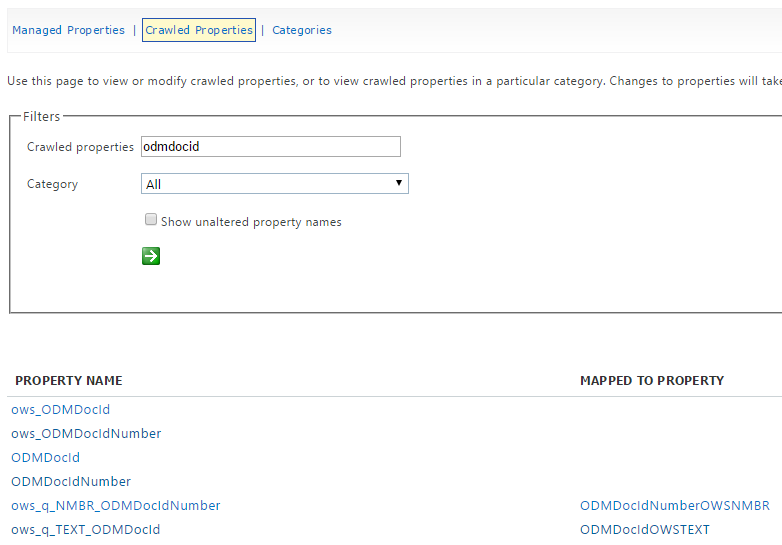 Managed Properties | Crawled Properties | Categories
Use this page to view or modify crawled properties, or to view crawled properties in a particular category. Changes to properties will take
Filters
Crawled properties odmdocid
Category All
Show unaltered property names
PROPERTY NAME MAPPED TO PROPERTY
ows_ODMDocId
ows_ODMDocIdNumber
ODMDocId
ODMDocIdNumber
ows_q_NMBR_ODMDocIdNumber ODMDocIdNumberOWSNMBR
ows_q_TEXT_ODMDocId ODMDocIdOWSTEXT